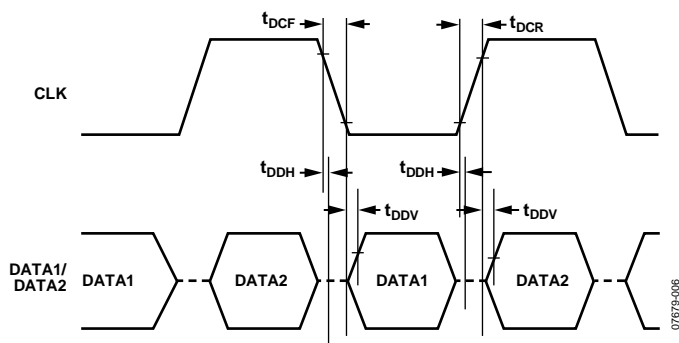 tDCF
tDCR
CLK
tDDH
tDDH
tDDV
tDDV
DATA1/
DATA2
DATA1
DATA2
DATA1
DATA2
07679-006